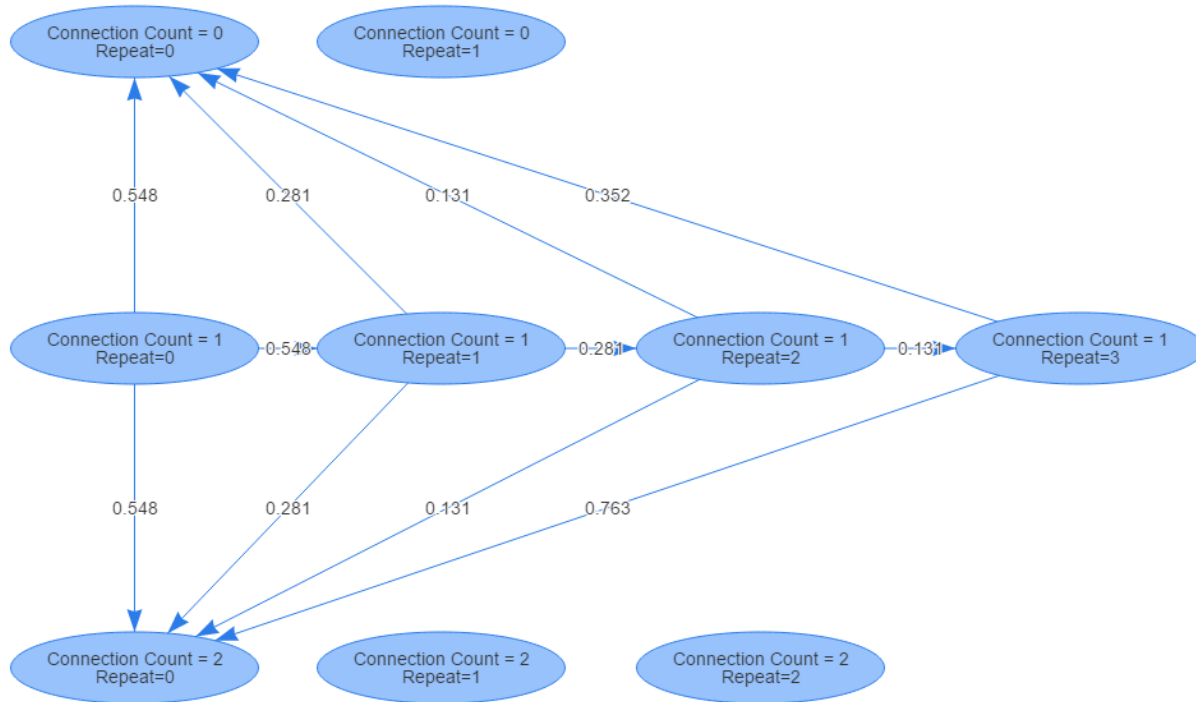 Connection Count = 0
Repeat=0
Connection Count = 0
Repeat=1
0.548
0.281
0.131
0.352
Connection Count = 1
Repeat=0
0.548
Connection Count = 1
Repeat=1
0.281
Connection Count = 1
Repeat=2
0.131
Connection Count = 1
Repeat=3
0.548
0.281
0.131
0.763
Connection Count = 2
Repeat=0
Connection Count = 2
Repeat=1
Connection Count = 2
Repeat=2